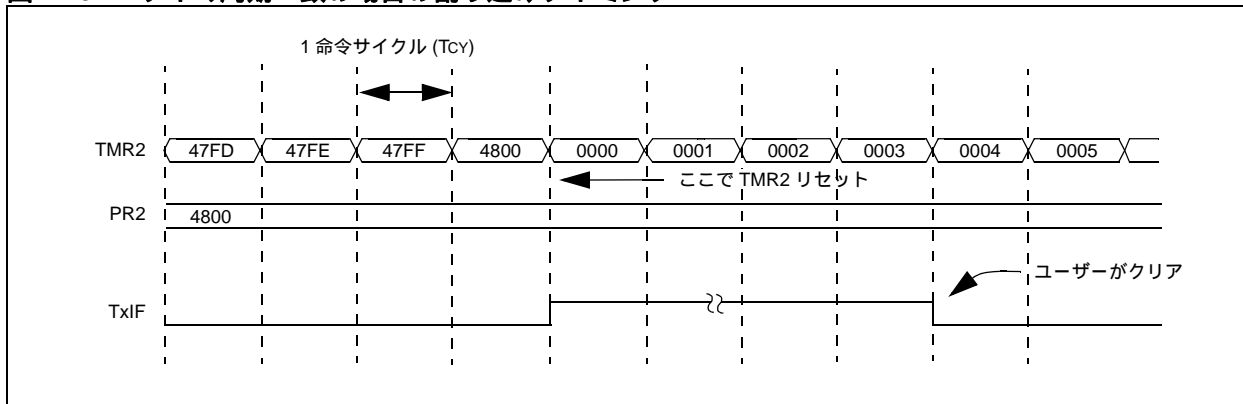 1 命令サイクル (TCY)
TMR2 47FD 47FE 47FF 4800 0000 0001 0002 0003 0004 0005
ここで TMR2 リセット
PR2 4800
ユーザーがクリア
TxIF